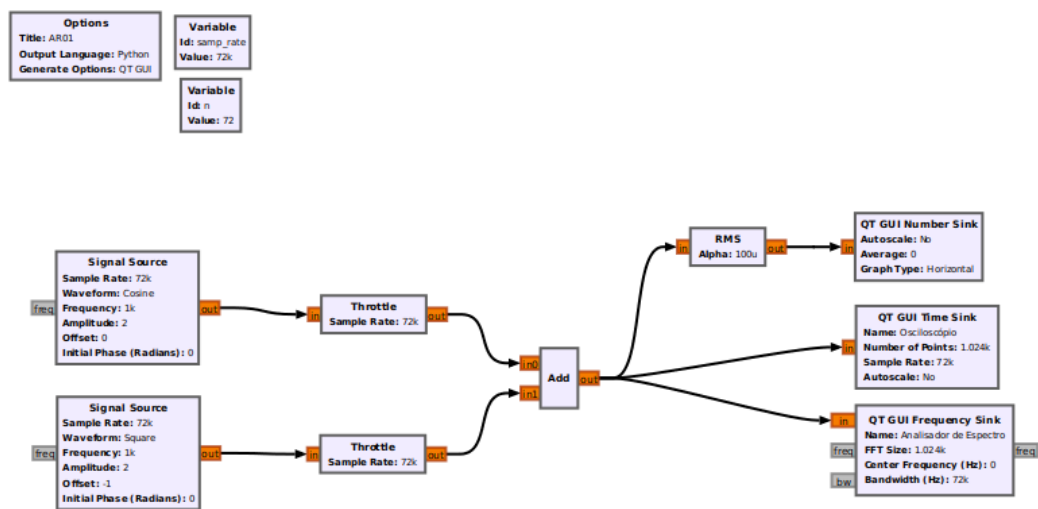 Options
Title: AR01
Output Language: Python
Generate Options: QT GUI
Variable
Id: samp_rate
Value: 72k
Variable
Id: n
Value: 72
Signal Source
Sample Rate: 72k
Waveform: Cosine
Frequency: 1k
Amplitude: 2
Offset: 0
Initial Phase (Radians): 0
freq
out
in
Throttle
Sample Rate: 72k
out
Signal Source
Sample Rate: 72k
Waveform: Square
Frequency: 1k
Amplitude: 2
Offset: -1
Initial Phase (Radians): 0
freq
out
in
Throttle
Sample Rate: 72k
out
in0
in1
Add
out
in
RMS
Alpha: 100u
out
in
QT GUI Number Sink
Autoscale: No
Average: 0
Graph Type: Horizontal
in
QT GUI Time Sink
Name: Osciloscópio
Number of Points: 1.024k
Sample Rate: 72k
Autoscale: No
in
freq
bw
QT GUI Frequency Sink
Name: Analisador de Espectro
FFT Size: 1.024k
Center Frequency (Hz): 0
Bandwidth (Hz): 72k
freq